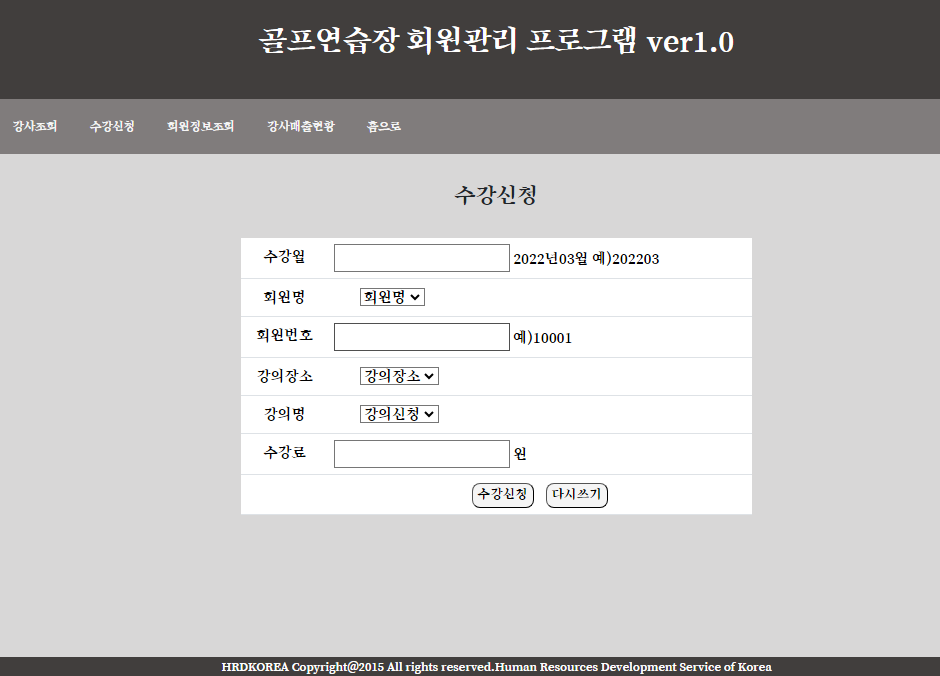 골프연습장 회원관리 프로그램 ver1.0
강사조회 수강신청 회원정보조회 강사매출현황 홈으로
수강신청
수강월 2022년03월 예)202203
회원명 회원명
회원번호 예)10001
강의장소 강의장소
강의명 강의신청
수강료 원
수강신청 다시쓰기
HRDKOREA Copyright@2015 All rights reserved.Human Resources Development Service of Korea